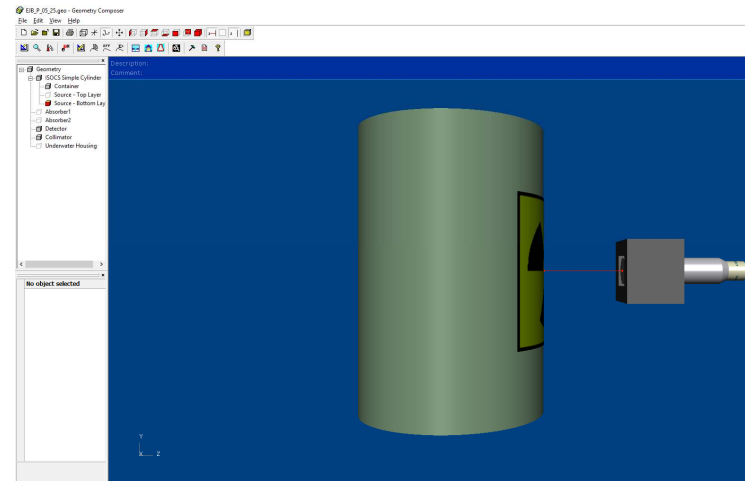 EJB_P_05_25.geo - Geometry Composer
File Edit View Help
Description:
Comment:
Geometry
ISOCS Simple Cylinder
Container
Source - Top Layer
Source - Bottom Lay
Absorber1
Absorber2
Detector
Collimator
Underwater Housing
No object selected
Y
X Z